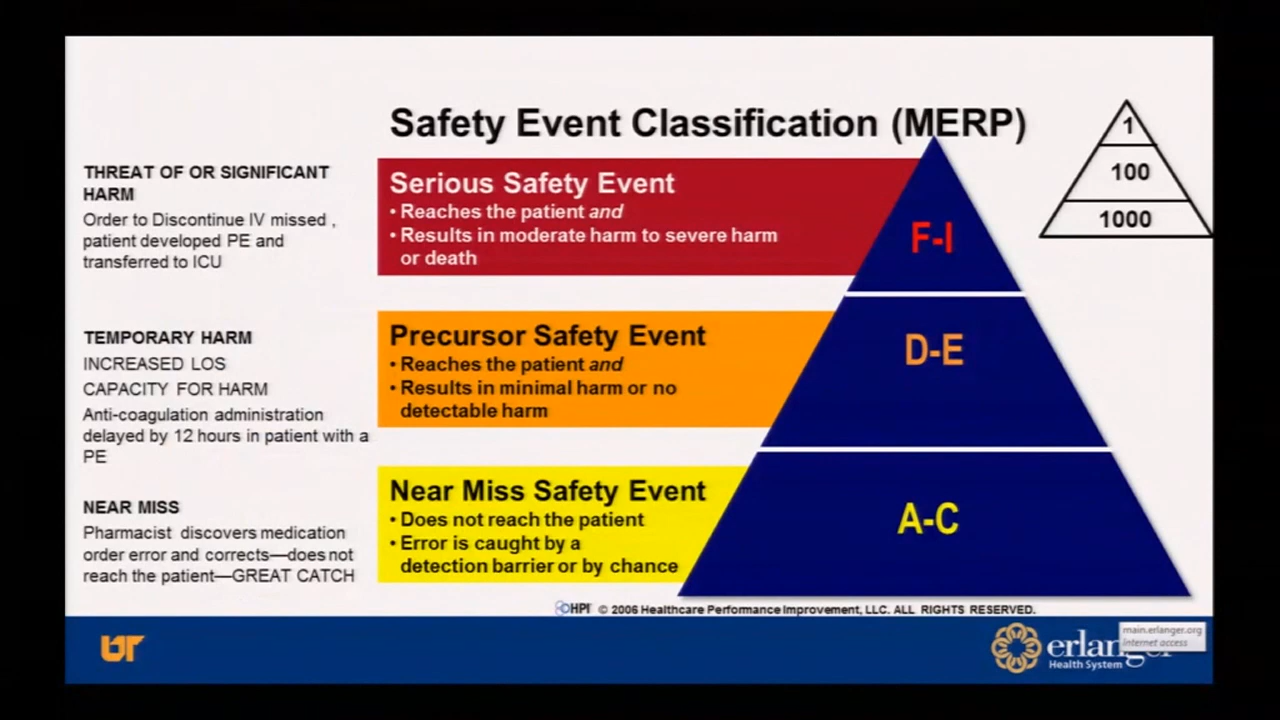 Safety Event Classification (MERP)
THREAT OF OR SIGNIFICANT
HARM
Order to Discontinue IV missed ,
patient developed PE and
transferred to ICU
Serious Safety Event
• Reaches the patient and
• Results in moderate harm to severe harm
or death
F-I
1
100
1000
TEMPORARY HARM
INCREASED LOS
CAPACITY FOR HARM
Anti-coagulation administration
delayed by 12 hours in patient with a
PE
Precursor Safety Event
• Reaches the patient and
• Results in minimal harm or no
detectable harm
D-E
NEAR MISS
Pharmacist discovers medication
order error and corrects—does not
reach the patient—GREAT CATCH
Near Miss Safety Event
• Does not reach the patient
• Error is caught by a
detection barrier or by chance
A-C
HPI © 2006 Healthcare Performance Improvement, LLC. ALL RIGHTS RESERVED.
UT
erlanger
Health System
main.erlanger.org
Internet access